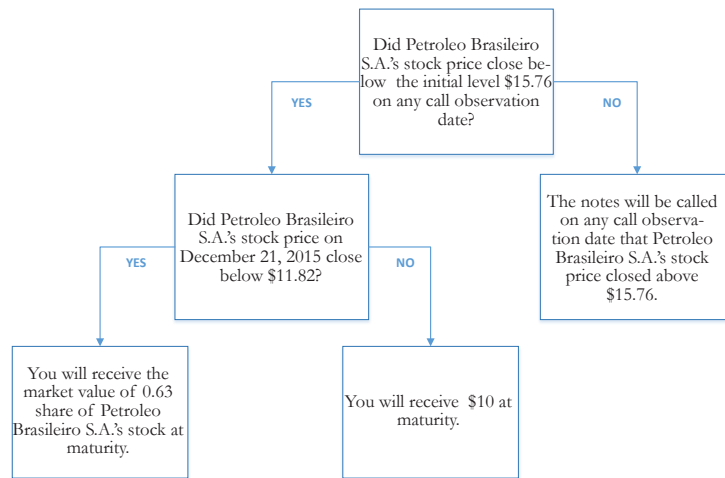 Did Petroleo Brasileiro
S.A.'s stock price close be-
low the initial level $15.76
on any call observation
date?
YES
NO
Did Petroleo Brasileiro
S.A.'s stock price on
December 21, 2015 close
below $11.82?
The notes will be called
on any call observa-
tion date that Petroleo
Brasileiro S.A.'s stock
price closed above
$15.76.
YES
NO
You will receive the
market value of 0.63
share of Petroleo
Brasileiro S.A.'s stock at
maturity.
You will receive $10 at
maturity.